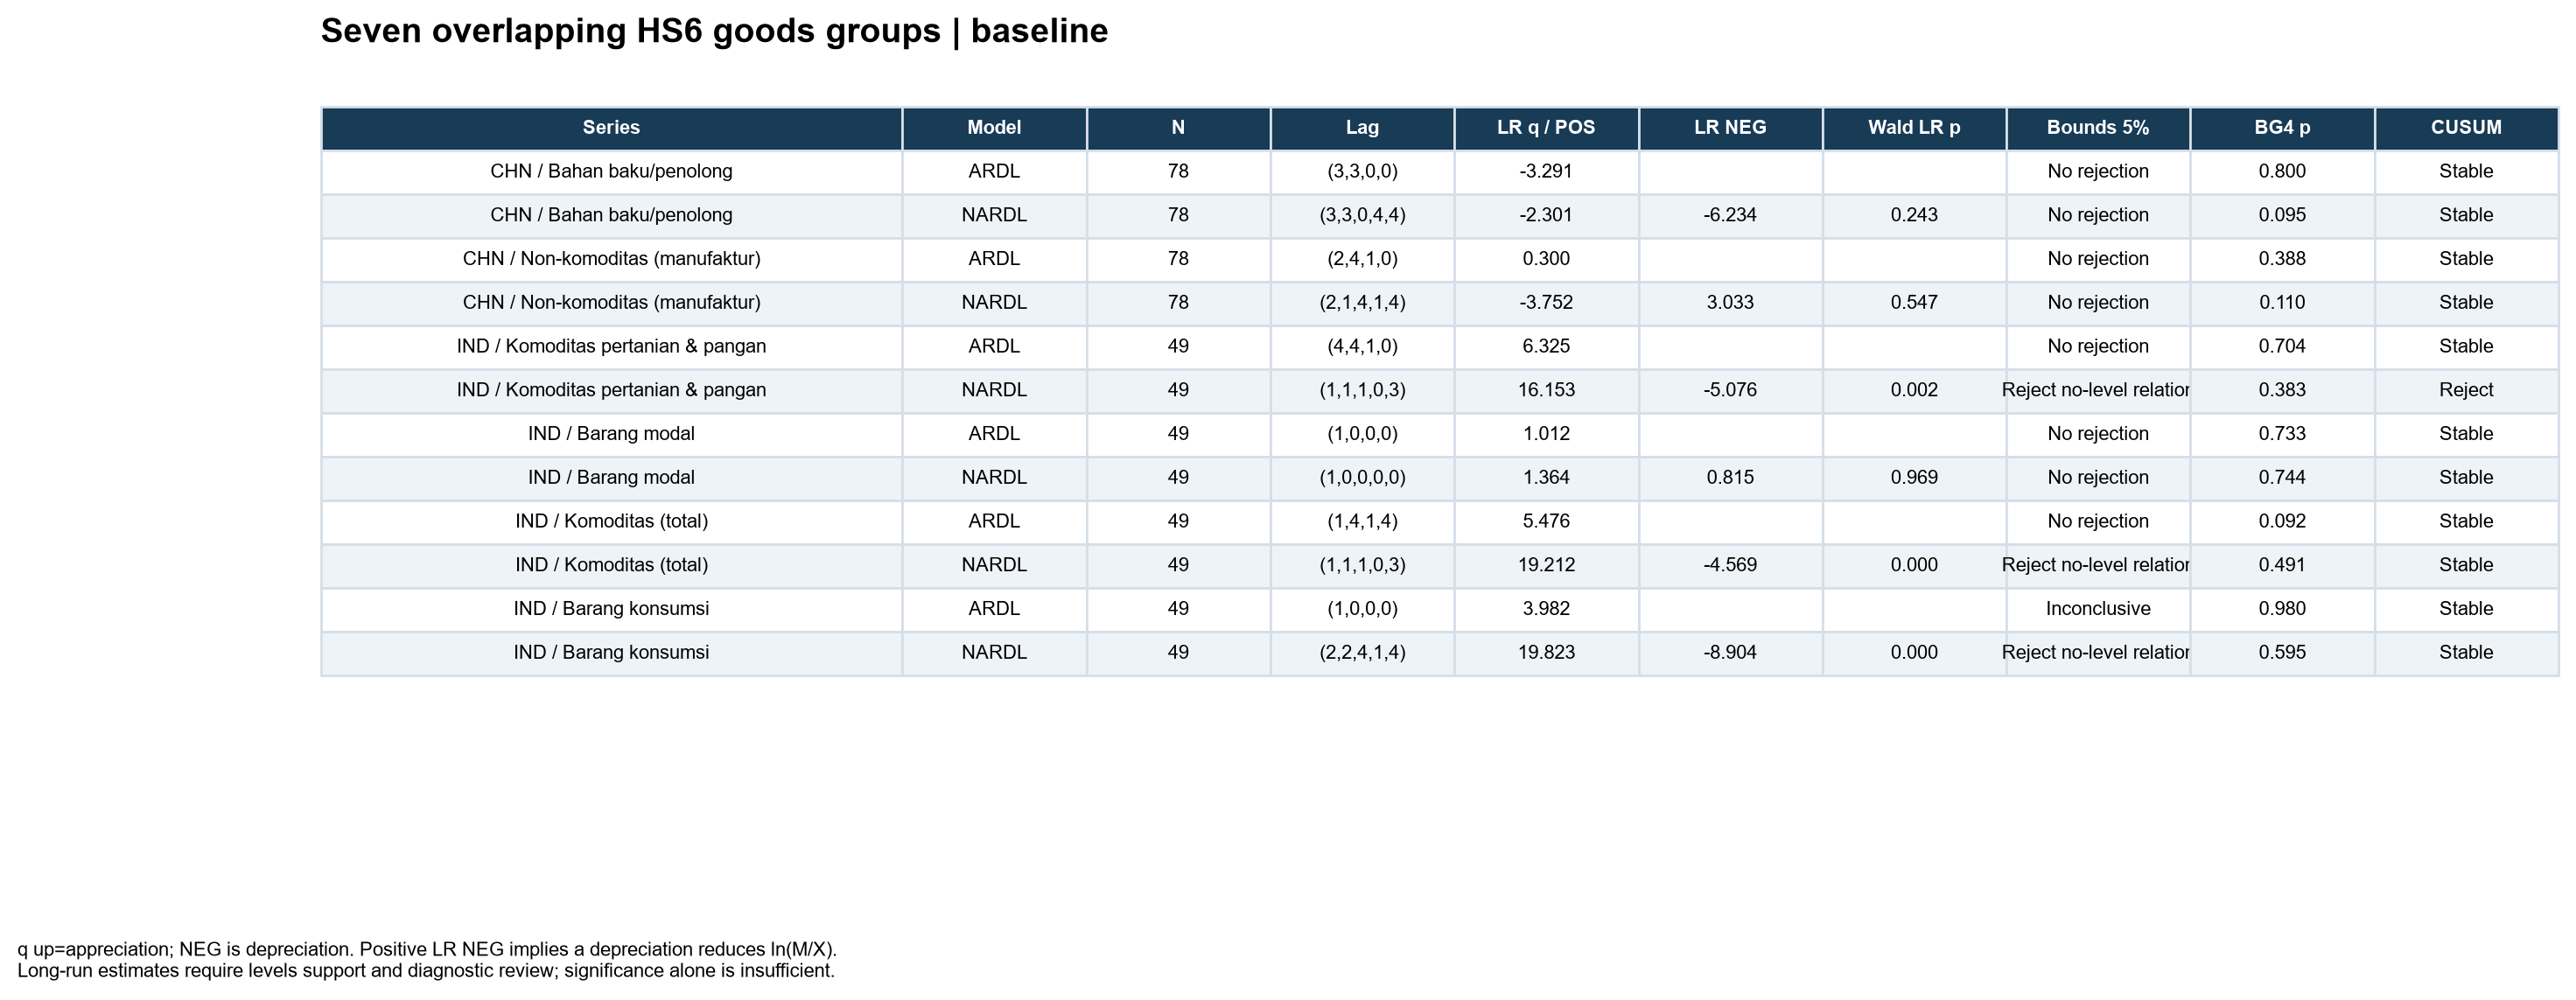 Seven overlapping HS6 goods groups | baseline
Series Model N Lag LR q / POS LR NEG Wald LR p Bounds 5% BG4 p CUSUM
CHN / Bahan baku/penolong ARDL 78 (3,3,0,0) -3.291 No rejection 0.800 Stable
CHN / Bahan baku/penolong NARDL 78 (3,3,0,4,4) -2.301 -6.234 0.243 No rejection 0.095 Stable
CHN / Non-komoditas (manufaktur) ARDL 78 (2,4,1,0) 0.300 No rejection 0.388 Stable
CHN / Non-komoditas (manufaktur) NARDL 78 (2,1,4,1,4) -3.752 3.033 0.547 No rejection 0.110 Stable
IND / Komoditas pertanian & pangan ARDL 49 (4,4,1,0) 6.325 No rejection 0.704 Stable
IND / Komoditas pertanian & pangan NARDL 49 (1,1,1,0,3) 16.153 -5.076 0.002 Reject no-level relation 0.383 Reject
IND / Barang modal ARDL 49 (1,0,0,0) 1.012 No rejection 0.733 Stable
IND / Barang modal NARDL 49 (1,0,0,0,0) 1.364 0.815 0.969 No rejection 0.744 Stable
IND / Komoditas (total) ARDL 49 (1,4,1,4) 5.476 No rejection 0.092 Stable
IND / Komoditas (total) NARDL 49 (1,1,1,0,3) 19.212 -4.569 0.000 Reject no-level relation 0.491 Stable
IND / Barang konsumsi ARDL 49 (1,0,0,0) 3.982 Inconclusive 0.980 Stable
IND / Barang konsumsi NARDL 49 (2,2,4,1,4) 19.823 -8.904 0.000 Reject no-level relation 0.595 Stable
q up=appreciation; NEG is depreciation. Positive LR NEG implies a depreciation reduces ln(M/X).
Long-run estimates require levels support and diagnostic review; significance alone is insufficient.